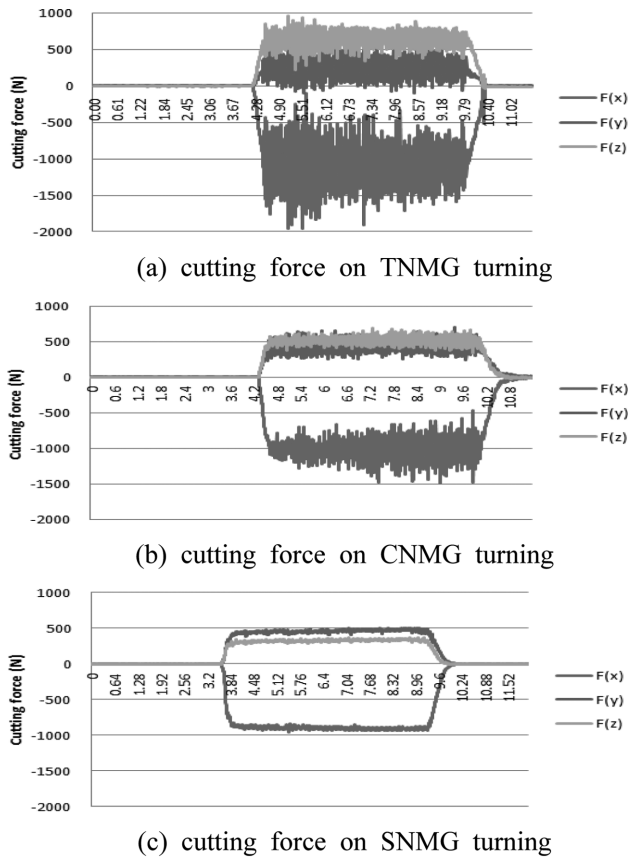 1000
500
0
-500
-1000
-1500
-2000
Cutting force (N)
0.00 0.61 1.22 1.84 2.45 3.06 3.67 4.28 4.90 5.51 6.12 6.73 7.34 7.96 8.57 9.18 9.79 10.40 11.02
F(x)
F(y)
F(z)
(a) cutting force on TNMG turning
1000
500
0
-500
-1000
-1500
-2000
Cutting force (N)
0 0.6 1.2 1.8 2.4 3 3.6 4.2 4.8 5.4 6 6.6 7.2 7.8 8.4 9 9.6 10.2 10.8
F(x)
F(y)
F(z)
(b) cutting force on CNMG turning
1000
500
0
-500
-1000
-1500
-2000
Cutting force (N)
0 0.64 1.28 1.92 2.56 3.2 3.84 4.48 5.12 5.76 6.4 7.04 7.68 8.32 8.96 9.6 10.24 10.88 11.52
F(x)
F(y)
F(z)
(c) cutting force on SNMG turning